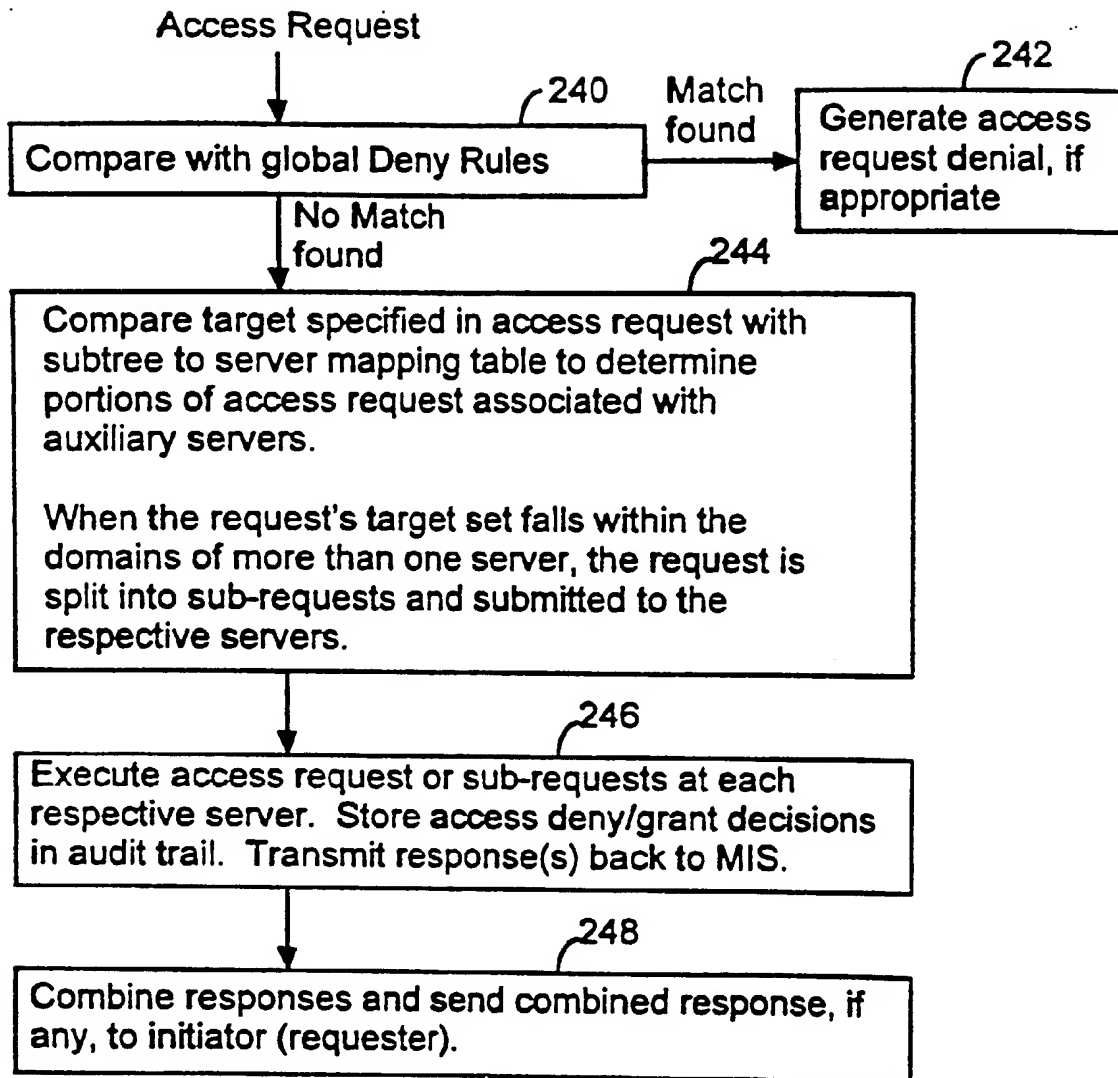 Access Request
240
Match
found
242
Compare with global Deny Rules
Generate access
request denial, if
appropriate
No Match
found
244
Compare target specified in access request with
subtree to server mapping table to determine
portions of access request associated with
auxiliary servers.
When the request's target set falls within the
domains of more than one server, the request is
split into sub-requests and submitted to the
respective servers.
246
Execute access request or sub-requests at each
respective server. Store access deny/grant decisions
in audit trail. Transmit response(s) back to MIS.
248
Combine responses and send combined response, if
any, to initiator (requester).